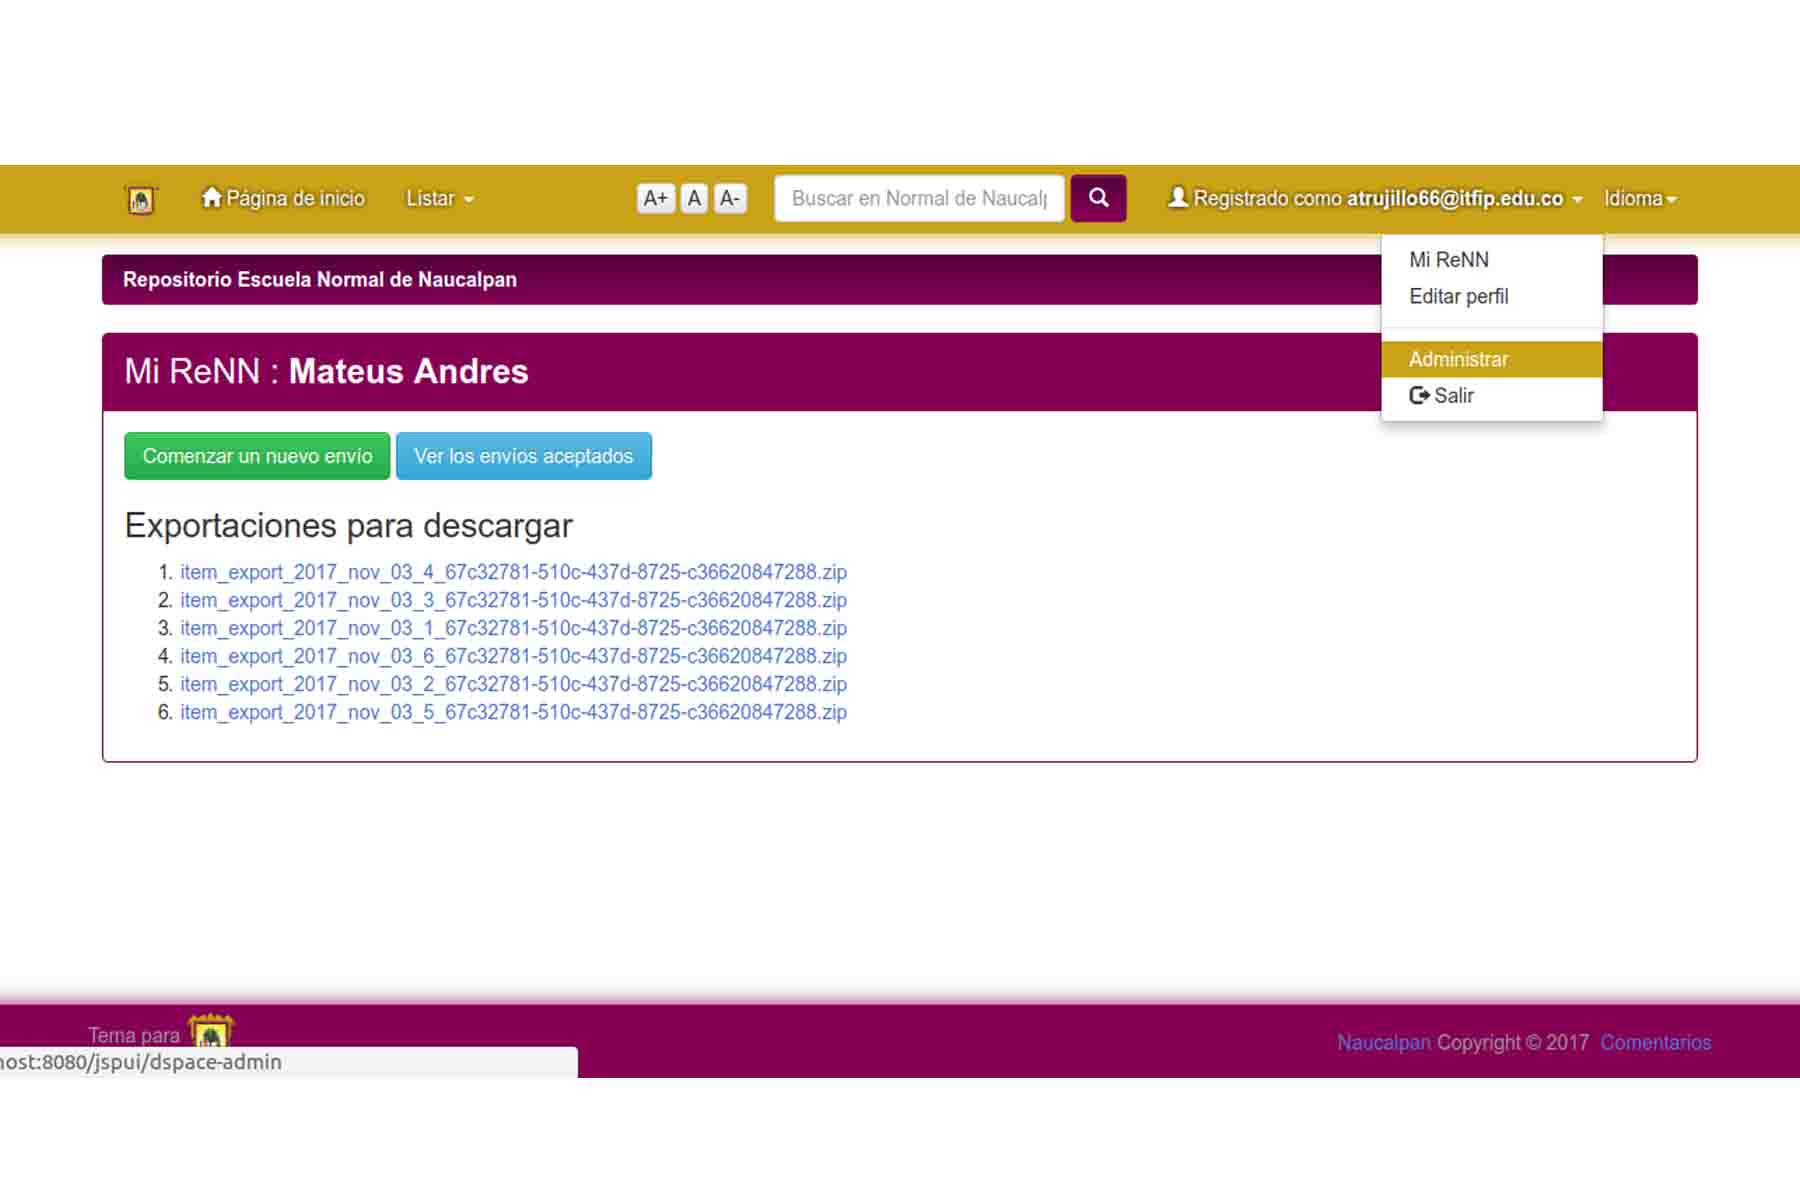 Página de inicio Listar A+ A A- Buscar en Normal de Naucalp Registrado como atrujillo66@itfip.edu.co Idioma
Mi ReNN
Editar perfil
Administrar
Salir
Repositorio Escuela Normal de Naucalpan
Mi ReNN : Mateus Andres
Comenzar un nuevo envío Ver los envíos aceptados
Exportaciones para descargar
1. item_export_2017_nov_03_4_67c32781-510c-437d-8725-c36620847288.zip
2. item_export_2017_nov_03_3_67c32781-510c-437d-8725-c36620847288.zip
3. item_export_2017_nov_03_1_67c32781-510c-437d-8725-c36620847288.zip
4. item_export_2017_nov_03_6_67c32781-510c-437d-8725-c36620847288.zip
5. item_export_2017_nov_03_2_67c32781-510c-437d-8725-c36620847288.zip
6. item_export_2017_nov_03_5_67c32781-510c-437d-8725-c36620847288.zip
Tema para
Naucalpan Copyright © 2017 Comentarios
host:8080/jspui/dspace-admin